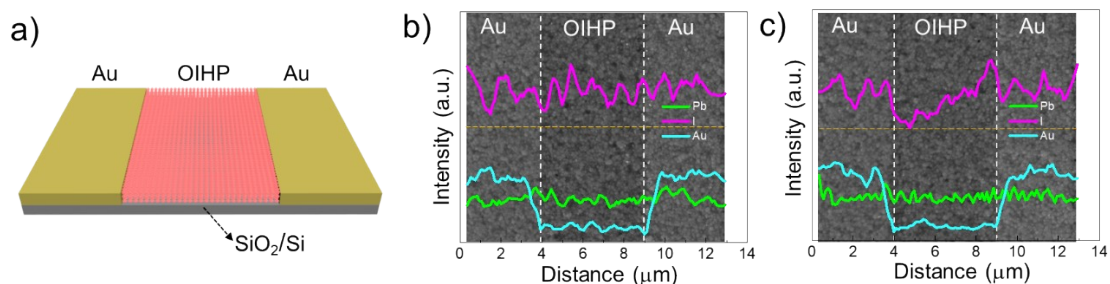 a)
Au OIHP Au
SiO₂/Si
b)
Au OIHP Au
Intensity (a.u.)
Pb
I
Au
0 2 4 6 8 10 12 14
Distance (μm)
c)
Au OIHP Au
Intensity (a.u.)
Pb
I
Au
0 2 4 6 8 10 12 14
Distance (μm)